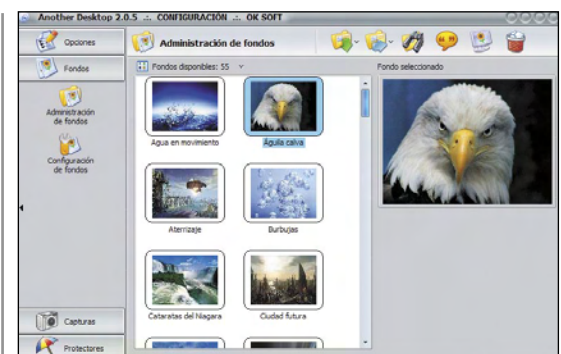 Another Desktop 2.0.5 .:. CONFIGURACIÓN .:. OK SOFT
Opciones
Administración de fondos
Fondos
Fondos disponibles: 55
Fondo seleccionado
Administración
de fondos
Configuración
de fondos
Agua en movimiento
Aguila calva
Aterrizaje
Burbujas
Cataratas del Niagara
Ciudad futura
Capturas
Protectores